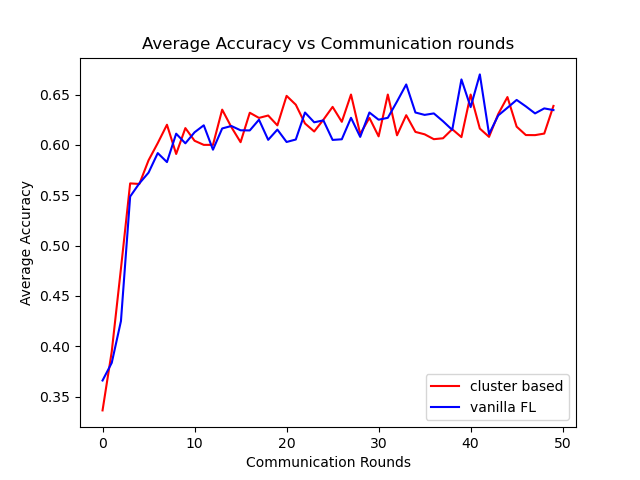 Average Accuracy vs Communication rounds
Average Accuracy
0.65
0.60
0.55
0.50
0.45
0.40
0.35
cluster based
vanilla FL
0 10 20 30 40 50
Communication Rounds